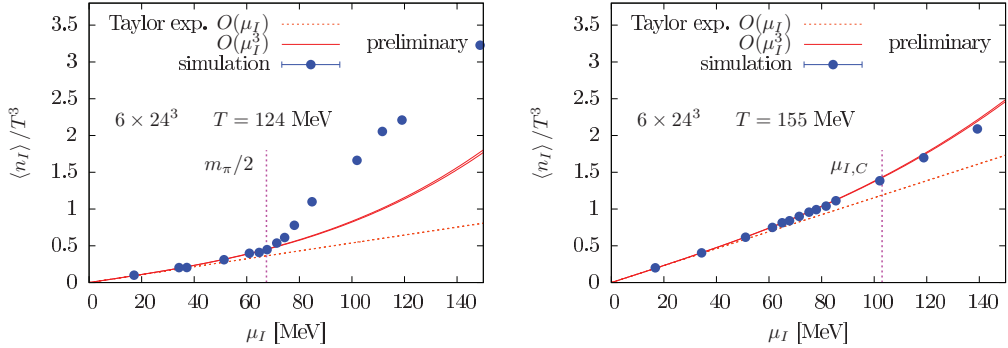 Taylor exp. O(μ_I)
O(μ_I^3)
simulation
preliminary
6 × 24^3 T = 124 MeV
m_π/2
⟨n_I⟩/T^3
0
0.5
1
1.5
2
2.5
3
3.5
0 20 40 60 80 100 120 140
μ_I [MeV]
Taylor exp. O(μ_I)
O(μ_I^3)
simulation
preliminary
6 × 24^3 T = 155 MeV
μ_{I,C}
⟨n_I⟩/T^3
0
0.5
1
1.5
2
2.5
3
3.5
0 20 40 60 80 100 120 140
μ_I [MeV]